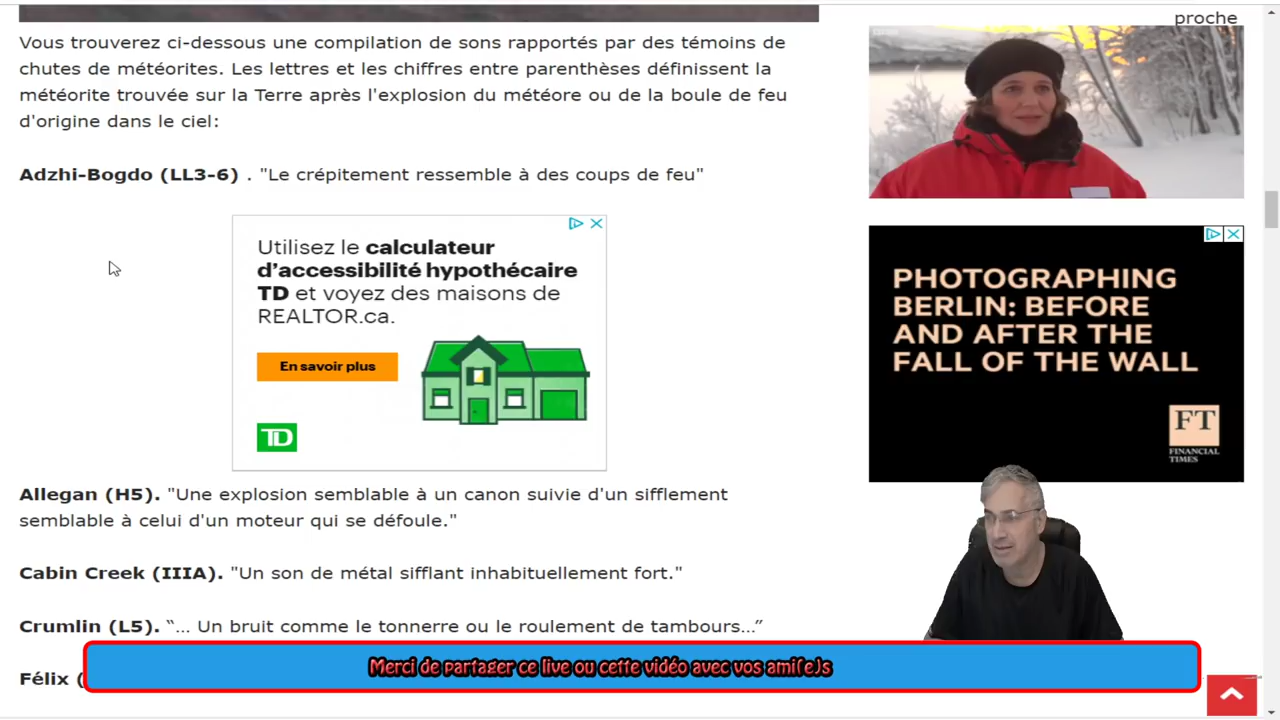 proche
Vous trouverez ci-dessous une compilation de sons rapportés par des témoins de
chutes de météorites. Les lettres et les chiffres entre parenthèses définissent la
météorite trouvée sur la Terre après l'explosion du météore ou de la boule de feu
d'origine dans le ciel:
Adzhi-Bogdo (LL3-6) . "Le crépitement ressemble à des coups de feu"
Utilisez le calculateur
d'accessibilité hypothécaire
TD et voyez des maisons de
REALTOR.ca.
En savoir plus
TD
PHOTOGRAPHING
BERLIN: BEFORE
AND AFTER THE
FALL OF THE WALL
FT
FINANCIAL
TIMES
Allegan (H5). "Une explosion semblable à un canon suivie d'un sifflement
semblable à celui d'un moteur qui se défoule."
Cabin Creek (IIIA). "Un son de métal sifflant inhabituellement fort."
Crumlin (L5). “... Un bruit comme le tonnerre ou le roulement de tambours...”
Félix (
Merci de partager ce live ou cette vidéo avec vos ami(e)s